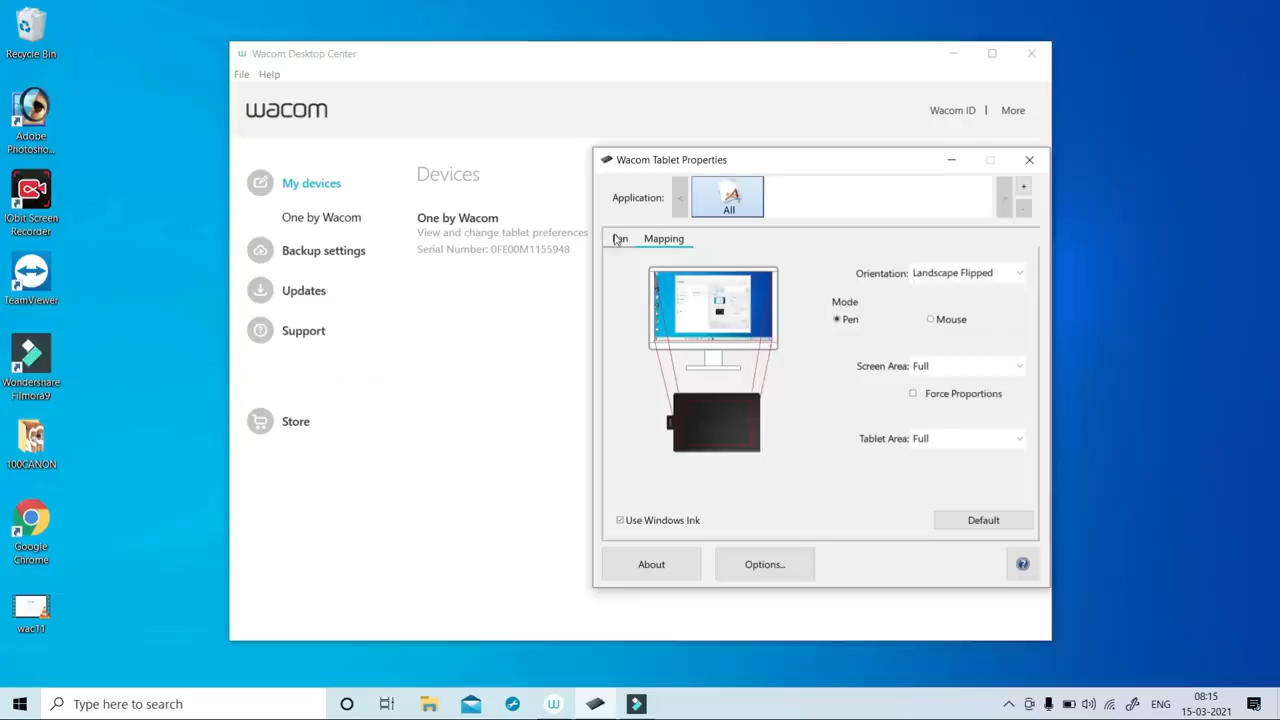 Recycle Bin
Adobe
Photosho...
IObit Screen
Recorder
TeamViewer
Wondershare
Filmora9
100CANON
Google
Chrome
wac11
Wacom Desktop Center
File Help
wacom
Wacom ID | More
My devices
One by Wacom
Backup settings
Updates
Support
Store
Devices
One by Wacom
View and change tablet preferences
Serial Number: 0FE00M1155948
Wacom Tablet Properties
Application: < All > + -
Mapping
Orientation: Landscape Flipped
Mode
Pen Mouse
Screen Area: Full
Force Proportions
Tablet Area: Full
Use Windows Ink
Default
About Options... ?
Type here to search
ENG
08:15
15-03-2021